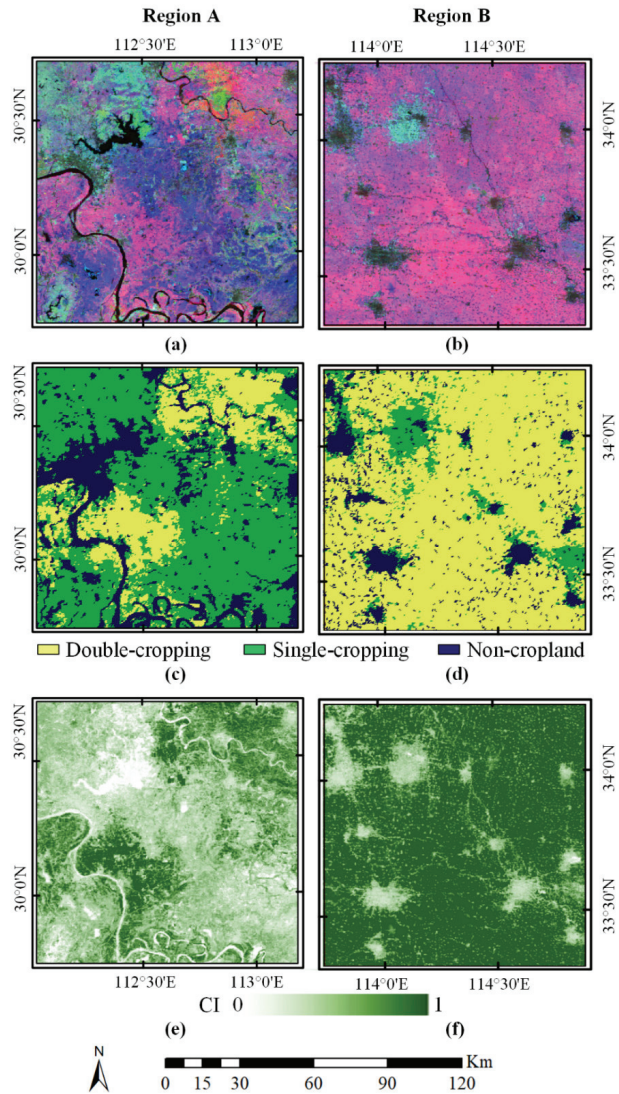 Region A Region B
112°30'E 113°0'E 114°0'E 114°30'E
30°30'N 34°0'N
30°0'N 33°30'N
(a) (b)
30°30'N 34°0'N
30°0'N 33°30'N
Double-cropping Single-cropping Non-cropland
(c) (d)
30°30'N 34°0'N
30°0'N 33°30'N
112°30'E 113°0'E 114°0'E 114°30'E
CI 0 1
(e) (f)
N
Km
0 15 30 60 90 120